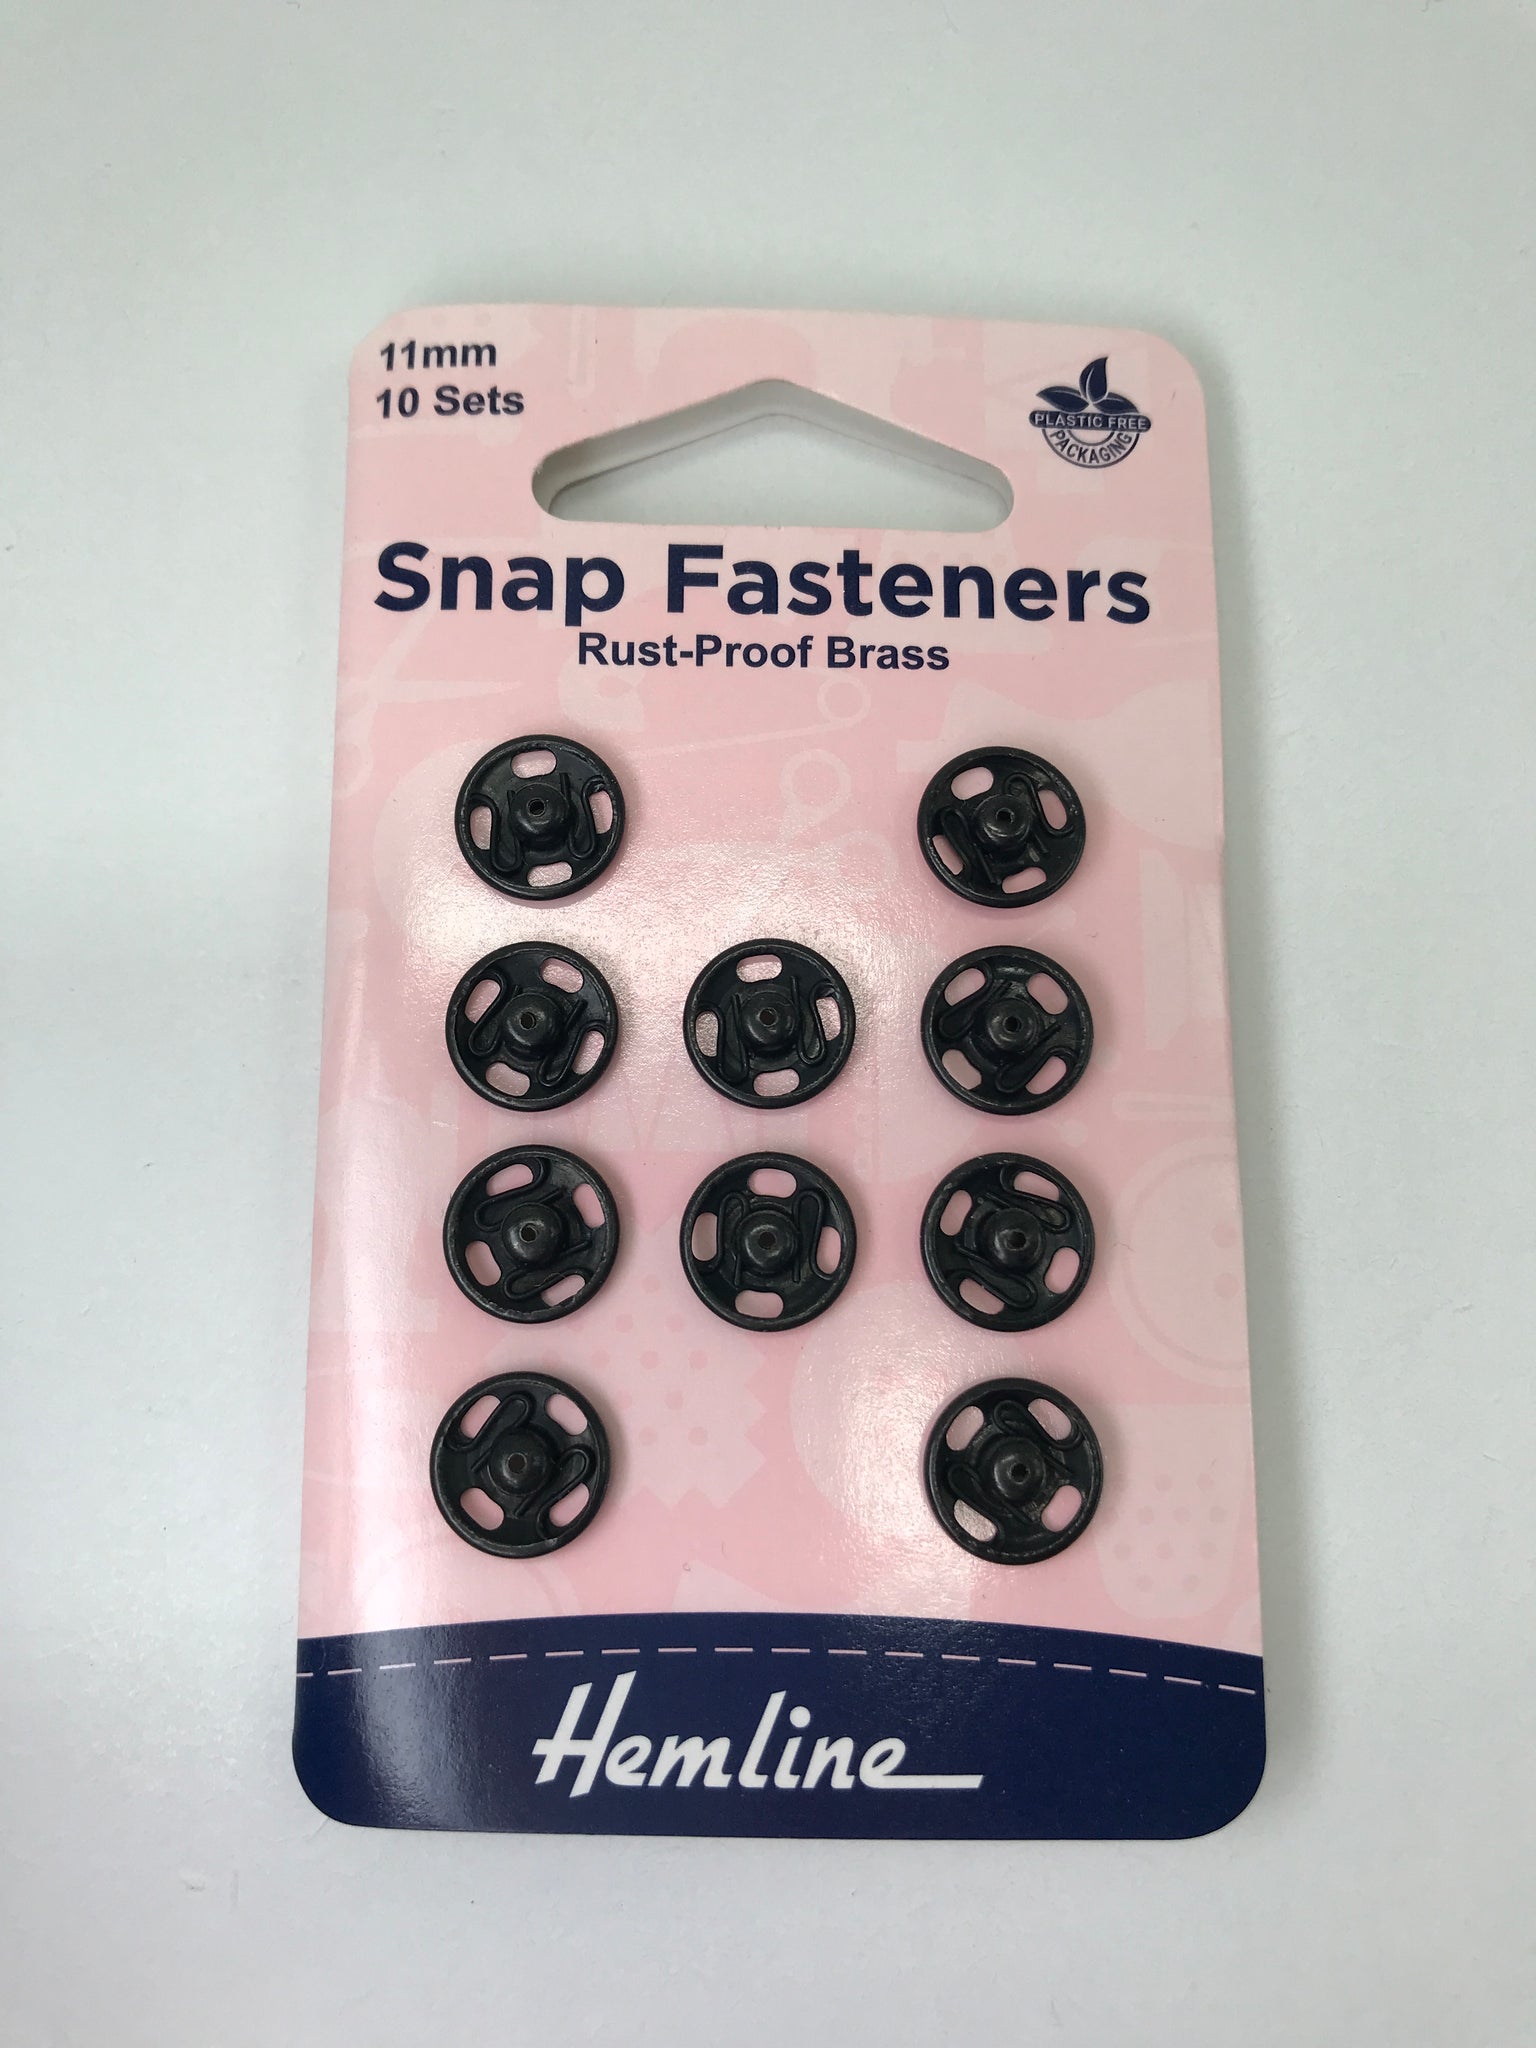 11mm
10 Sets
PLASTIC FREE
PACKAGING
Snap Fasteners
Rust-Proof Brass
Hemline